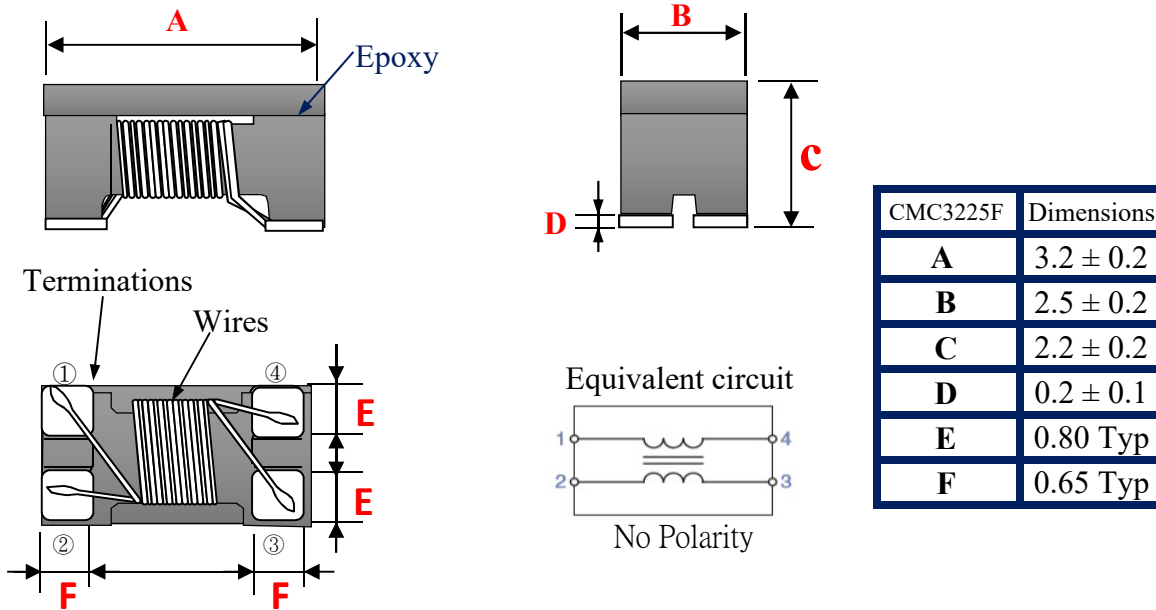 A
Epoxy
B
C
D
CMC3225F Dimensions
A 3.2 ± 0.2
B 2.5 ± 0.2
C 2.2 ± 0.2
D 0.2 ± 0.1
E 0.80 Typ
F 0.65 Typ
Terminations
Wires
① ④
E
E
② ③
F F
Equivalent circuit
1 4
2 3
No Polarity